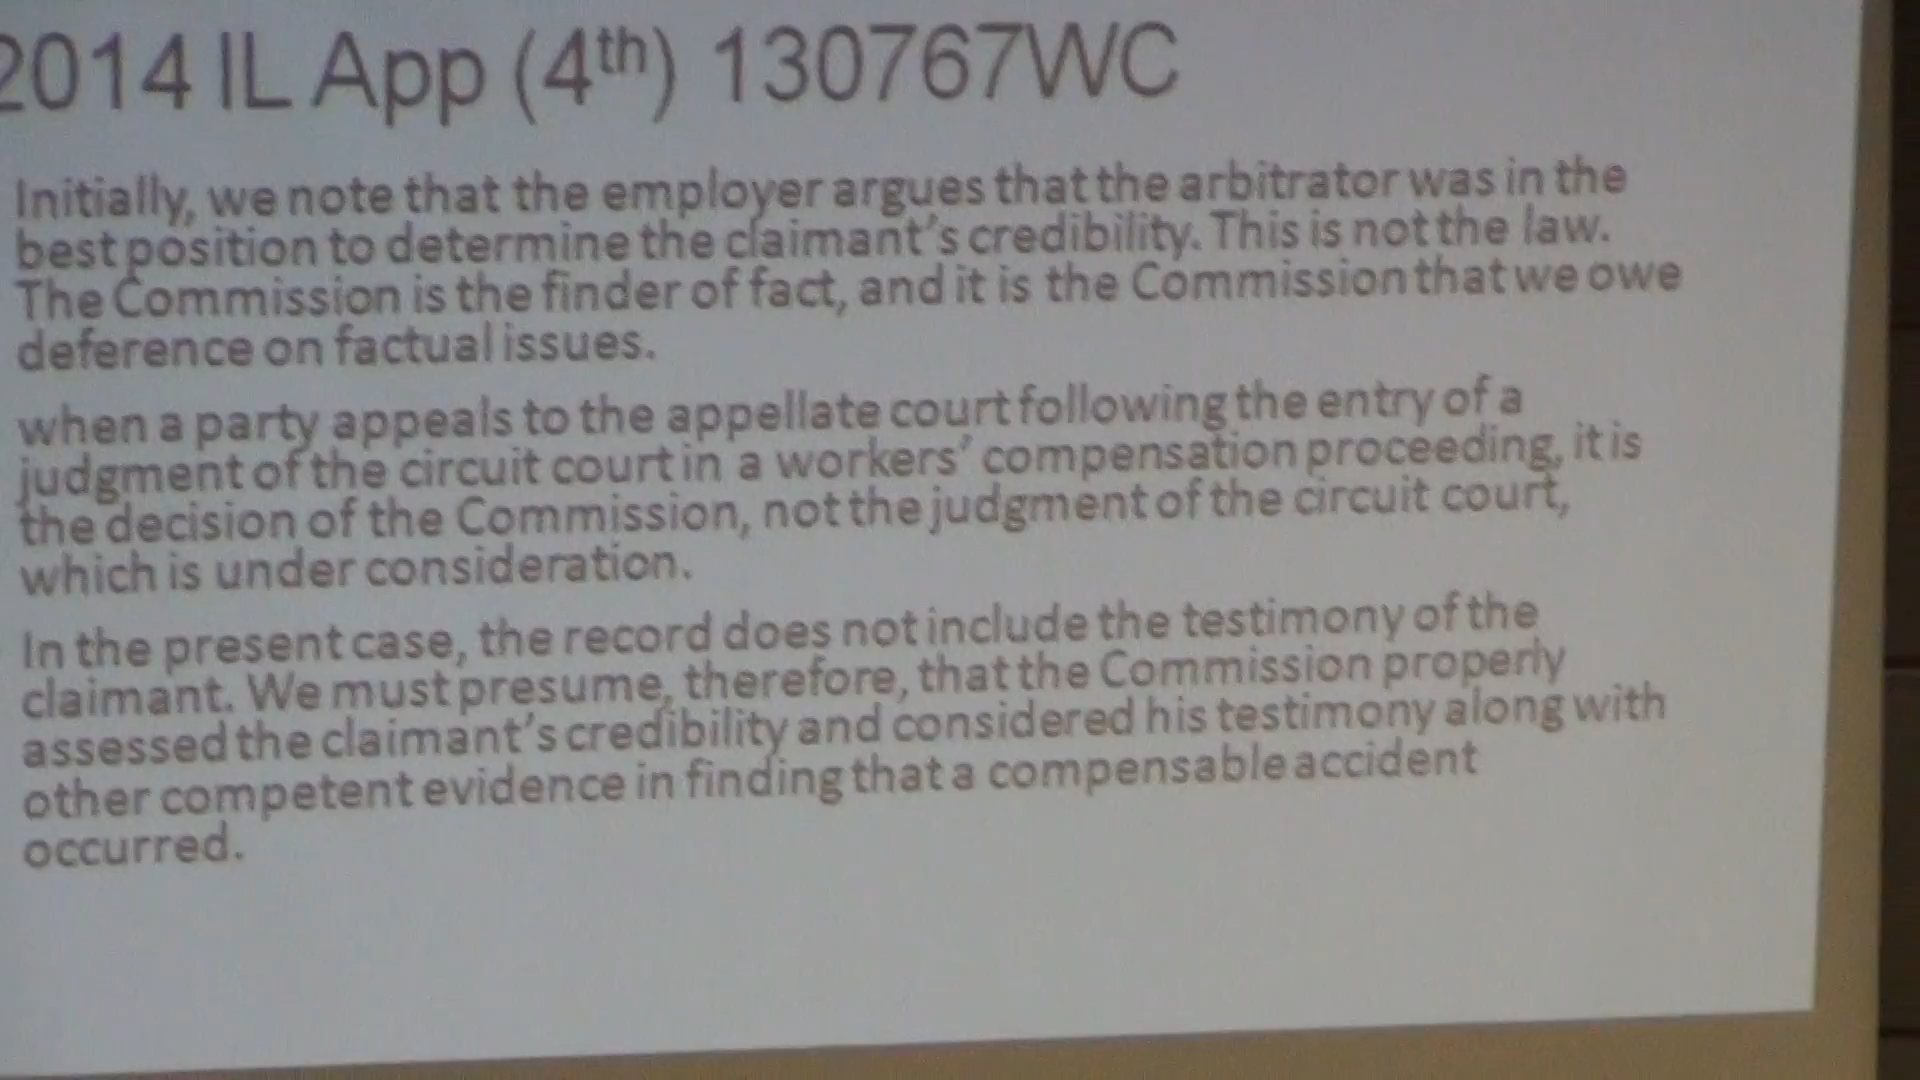 2014 IL App (4th) 130767WC
Initially, we note that the employer argues that the arbitrator was in the
best position to determine the claimant's credibility. This is not the law.
The Commission is the finder of fact, and it is the Commission that we owe
deference on factual issues.
when a party appeals to the appellate court following the entry of a
judgment of the circuit court in a workers' compensation proceeding, it is
the decision of the Commission, not the judgment of the circuit court,
which is under consideration.
In the present case, the record does not include the testimony of the
claimant. We must presume, therefore, that the Commission properly
assessed the claimant's credibility and considered his testimony along with
other competent evidence in finding that a compensable accident
occurred.